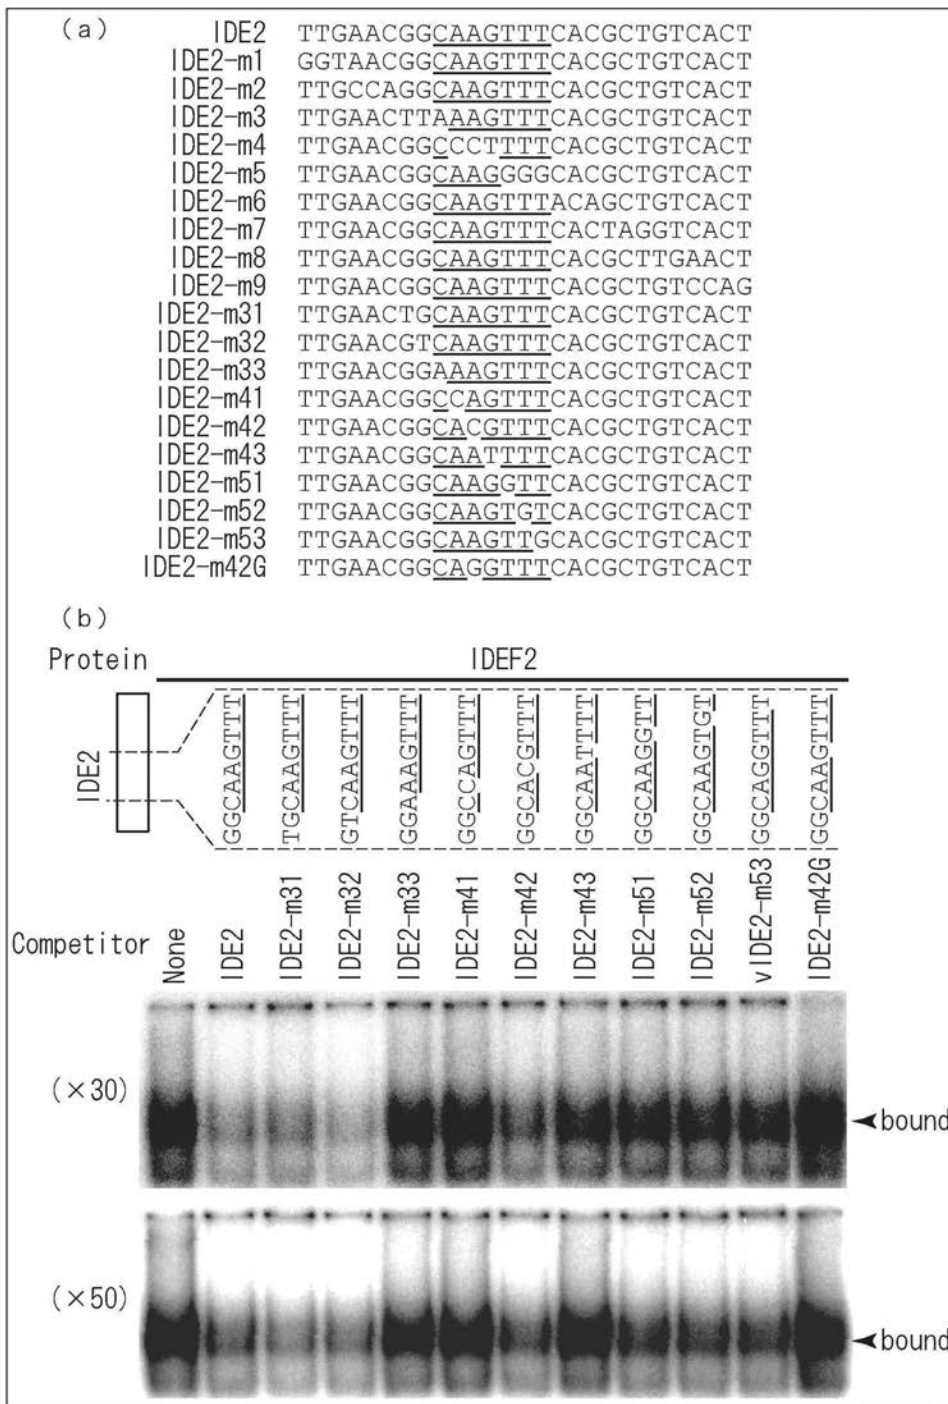 (a)
IDE2 TTGAACGGCAAGTTTCACGCTGTCACT
IDE2-m1 GGTAACGGCAAGTTTCACGCTGTCACT
IDE2-m2 TTGCCAGGCAAGTTTCACGCTGTCACT
IDE2-m3 TTGAACTTAAAGTTTCACGCTGTCACT
IDE2-m4 TTGAACGGCCCTTTTCACGCTGTCACT
IDE2-m5 TTGAACGGCAAGGGGCACGCTGTCACT
IDE2-m6 TTGAACGGCAAGTTTACAGCTGTCACT
IDE2-m7 TTGAACGGCAAGTTTCACTAGGTCACT
IDE2-m8 TTGAACGGCAAGTTTCACGCTTGAACT
IDE2-m9 TTGAACGGCAAGTTTCACGCTGTCCAG
IDE2-m31 TTGAACTGCAAGTTTCACGCTGTCACT
IDE2-m32 TTGAACGTCAAGTTTCACGCTGTCACT
IDE2-m33 TTGAACGGAAAGTTTCACGCTGTCACT
IDE2-m41 TTGAACGGCCAGTTTCACGCTGTCACT
IDE2-m42 TTGAACGGCACGTTTCACGCTGTCACT
IDE2-m43 TTGAACGGCAATTTTCACGCTGTCACT
IDE2-m51 TTGAACGGCAAGGTTCACGCTGTCACT
IDE2-m52 TTGAACGGCAAGTGTCACGCTGTCACT
IDE2-m53 TTGAACGGCAAGTTGCACGCTGTCACT
IDE2-m42G TTGAACGGCAGGTTTCACGCTGTCACT
(b)
Protein IDEF2
IDE2
GGCAAGTTT
TGCAAGTTT
GTCAAGTTT
GGAAAGTTT
GGCCAGTTT
GGCACGTTT
GGCAATTTT
GGCAAGGTT
GGCAAGTGT
GGCAGGTTT
GGCAAGTTT
Competitor None IDE2 IDE2-m31 IDE2-m32 IDE2-m33 IDE2-m41 IDE2-m42 IDE2-m43 IDE2-m51 IDE2-m52 vIDE2-m53 IDE2-m42G
(×30) bound
(×50) bound